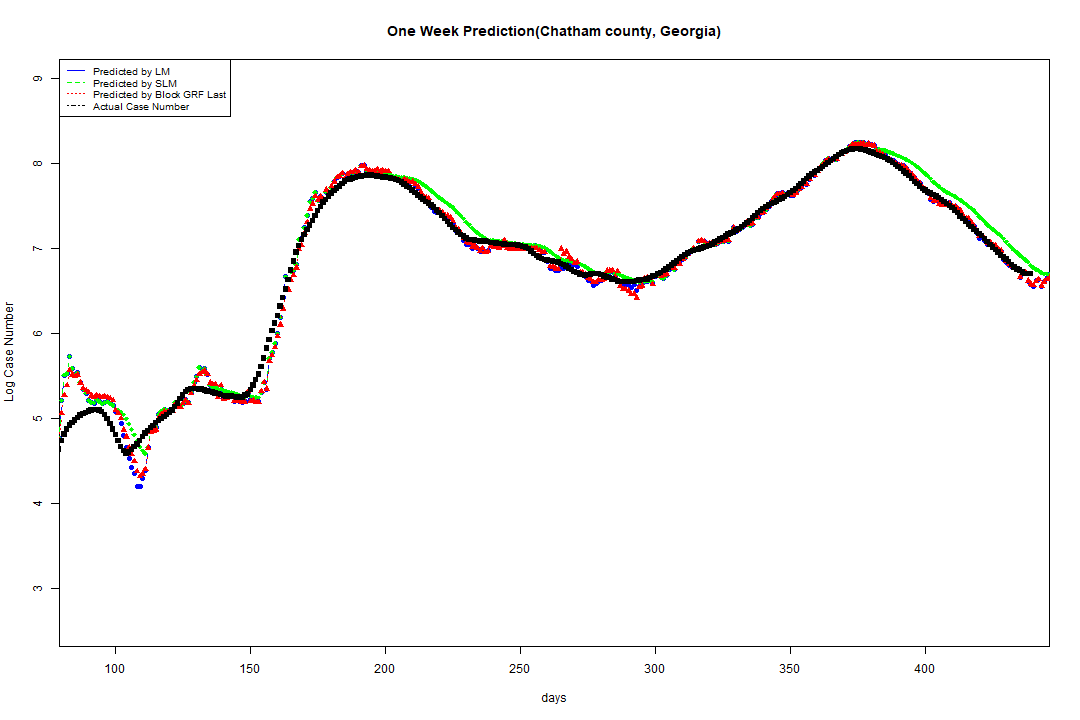 One Week Prediction(Chatham county, Georgia)
Predicted by LM
Predicted by SLM
Predicted by Block GRF Last
Actual Case Number
9
8
7
6
5
4
3
Log Case Number
100 150 200 250 300 350 400
days